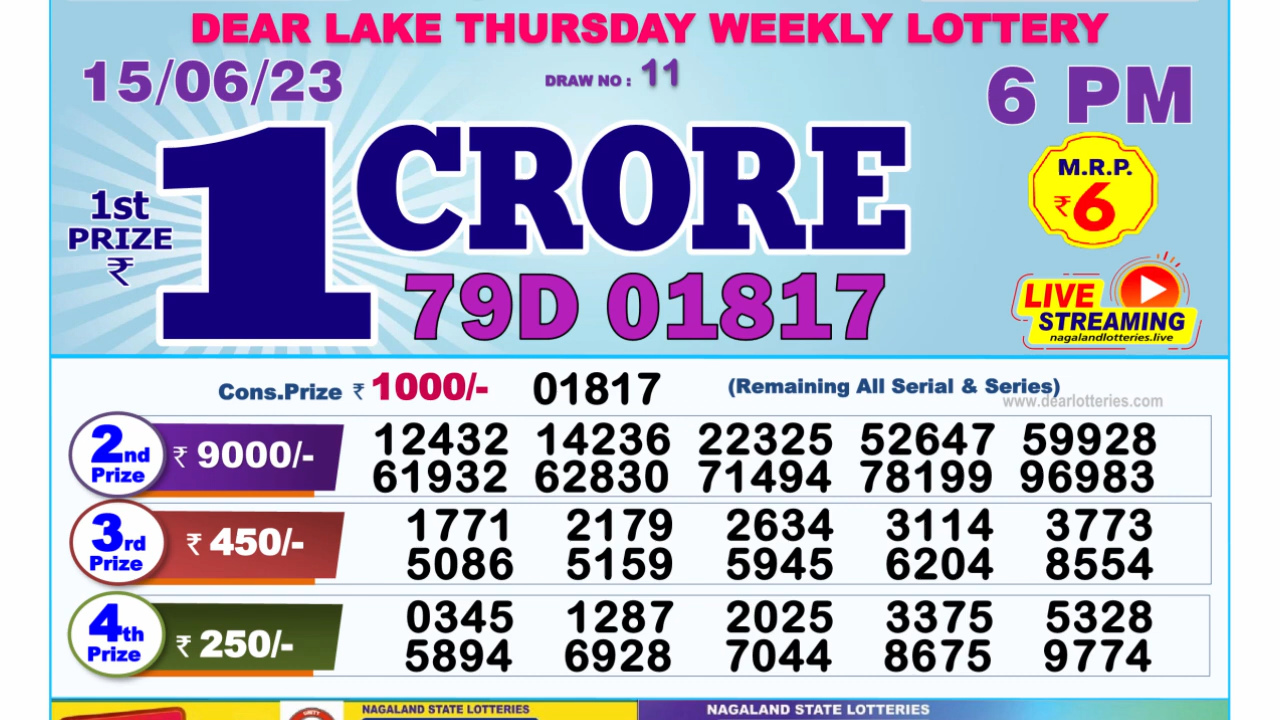 DEAR LAKE THURSDAY WEEKLY LOTTERY
15/06/23 DRAW NO : 11 6 PM
1 CRORE
M.R.P.
₹6
1st
PRIZE
₹
79D 01817
LIVE
STREAMING
nagalandlotteries.live
Cons.Prize ₹ 1000/- 01817 (Remaining All Serial & Series)
www.dearlotteries.com
2nd Prize ₹ 9000/- 12432 14236 22325 52647 59928
61932 62830 71494 78199 96983
3rd Prize ₹ 450/- 1771 2179 2634 3114 3773
5086 5159 5945 6204 8554
4th Prize ₹ 250/- 0345 1287 2025 3375 5328
5894 6928 7044 8675 9774
NAGALAND STATE LOTTERIES NAGALAND STATE LOTTERIES